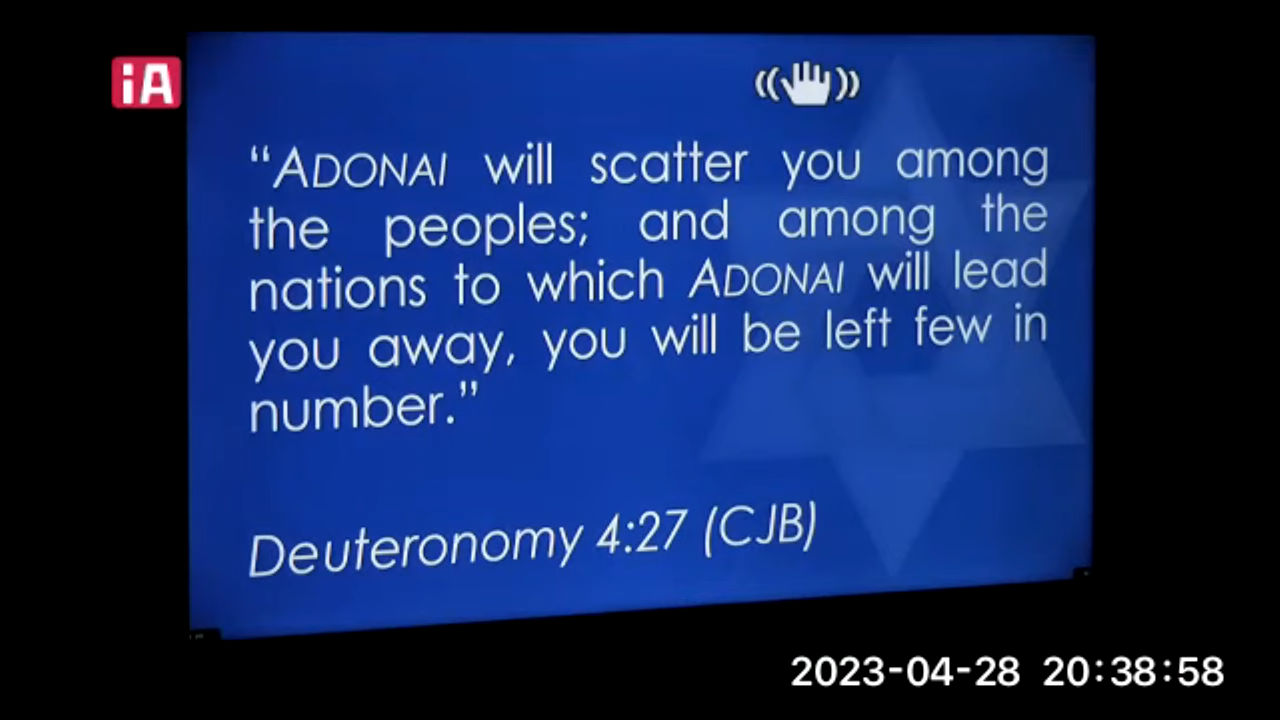 iA
“ADONAI will scatter you among
the peoples; and among the
nations to which ADONAI will lead
you away, you will be left few in
number.”
Deuteronomy 4:27 (CJB)
2023-04-28 20:38:58